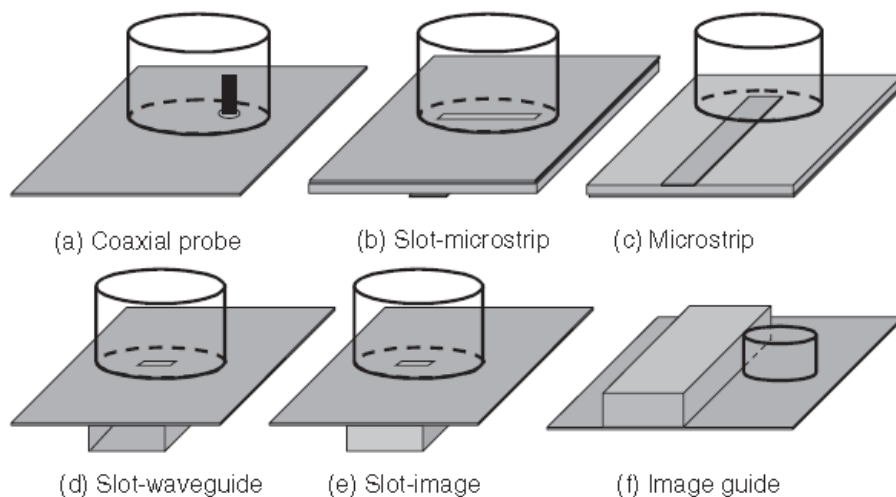 (a) Coaxial probe
(b) Slot-microstrip
(c) Microstrip
(d) Slot-waveguide
(e) Slot-image
(f) Image guide